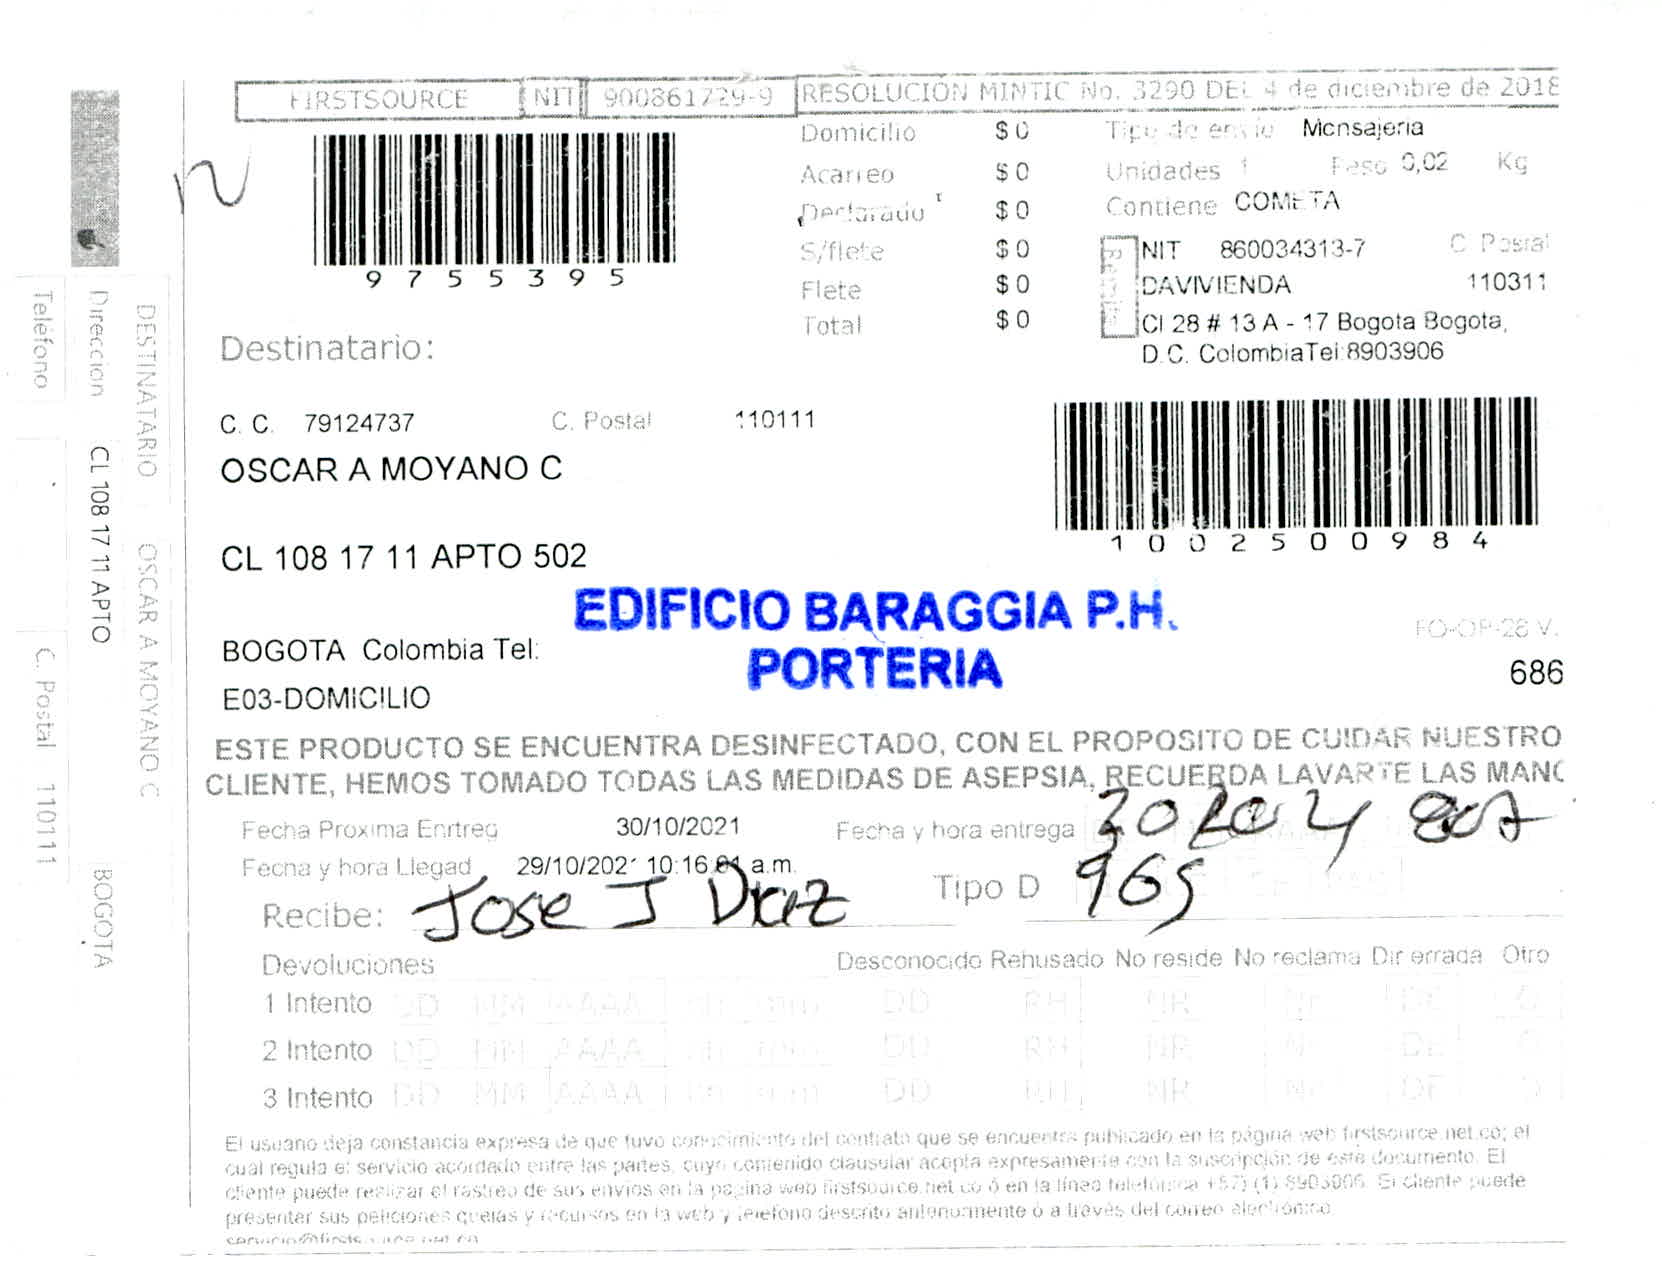 FIRSTSOURCE NIT 900861729-9 RESOLUCION MINTIC No. 3290 DEL 4 de diciembre de 2018
9755395
Domicilio $ 0
Acarreo $ 0
Declarado $ 0
S/flete $ 0
Flete $ 0
Total $ 0
Tipo de envio Mensajeria
Unidades 1 Peso 0,02 Kg
Contiene COMETA
NIT 860034313-7 C Postal
DAVIVIENDA 110311
Cl 28 # 13 A - 17 Bogota Bogota,
D.C. ColombiaTel:8903906
1002500984
Destinatario:
C. C. 79124737 C. Postal 110111
OSCAR A MOYANO C
CL 108 17 11 APTO 502
EDIFICIO BARAGGIA P.H.
PORTERIA
BOGOTA Colombia Tel:
E03-DOMICILIO
FO-OP-28 V.
686
ESTE PRODUCTO SE ENCUENTRA DESINFECTADO, CON EL PROPOSITO DE CUIDAR NUESTRO
CLIENTE, HEMOS TOMADO TODAS LAS MEDIDAS DE ASEPSIA, RECUERDA LAVARTE LAS MANO
Fecha Proxima Enrtreg 30/10/2021 Fecha y hora entrega
Fecha y hora Llegad 29/10/2021 10:16:01 a.m.
Tipo D 965
Recibe: Jose J Diaz
Devoluciones Desconocido Rehusado No reside No reclama Dir errada Otro
1 Intento DD MM AAAA hh mm DD RH NR Nr DE O
2 Intento DD MM AAAA hh mm DD RH NR Nr DE O
3 Intento DD MM AAAA hh mm DD RH NR Nr DE O
El usuario deja constancia expresa de que tuvo conocimiento del contrato que se encuentra publicado en la página web firstsource.net.co; el
cual regula el servicio acordado entre las partes, cuyo contenido clausular acepta expresamente con la suscripción de este documento. El
cliente puede realizar el rastreo de sus envios en la pagina web firstsource.net.co ó en la línea telefónica +57) (1) 8903906. El cliente puede
presentar sus peticiones quejas y recursos en la web y telefono descrito anteriormente ó a través del correo electrónico
servicio@firstsource.net.co
DESTINATARIO OSCAR A MOYANO C
Direccion CL 108 17 11 APTO BOGOTA
Teléfono C. Postal 110111